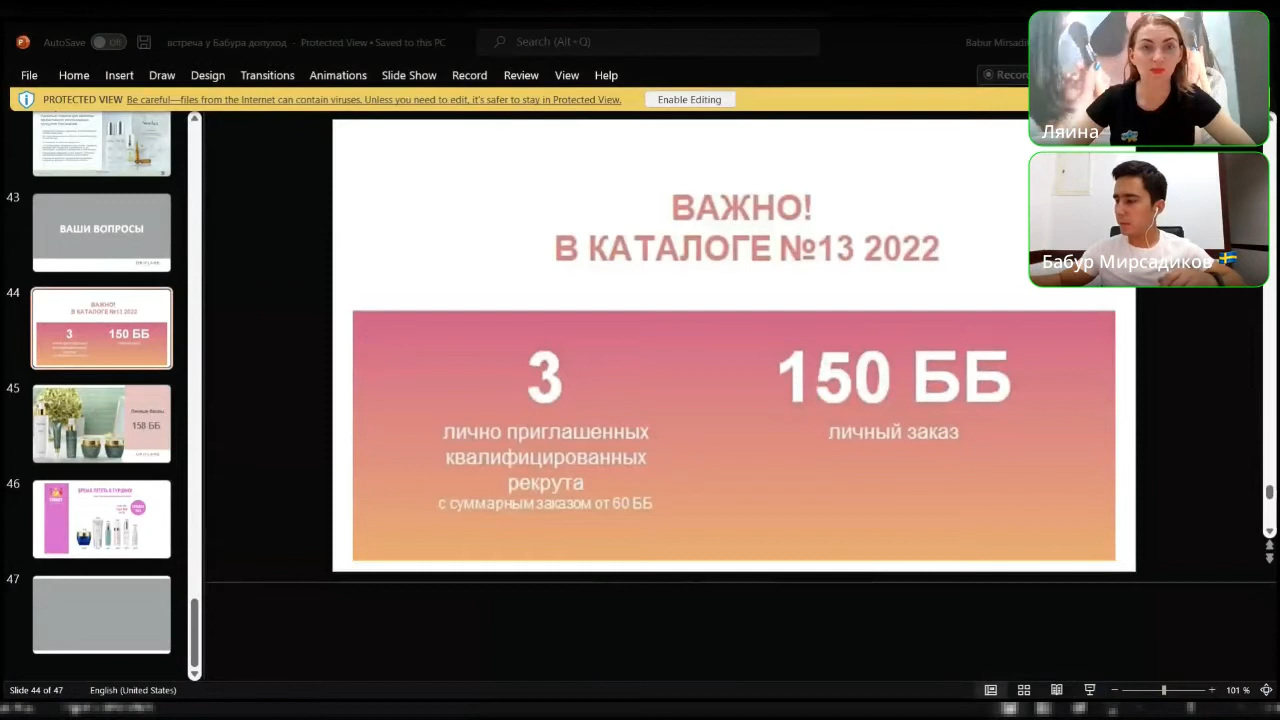 AutoSave Off встреча у Бабура допуход - Protected View • Saved to this PC
Search (Alt+Q)
Babur Mirsadi
File Home Insert Draw Design Transitions Animations Slide Show Record Review View Help
Recor
PROTECTED VIEW Be careful—files from the Internet can contain viruses. Unless you need to edit, it's safer to stay in Protected View.
Enable Editing
Ляина
Бабур Мирсадиков
43
ВАШИ ВОПРОСЫ
ORIFLAME
44
ВАЖНО!
В КАТАЛОГЕ №13 2022
3
150 ББ
45
Личные баллы
158 ББ
ORIFLAME
46
47
ВАЖНО!
В КАТАЛОГЕ №13 2022
3
лично приглашенных
квалифицированных
рекрута
с суммарным заказом от 60 ББ
150 ББ
личный заказ
Slide 44 of 47
English (United States)
101 %